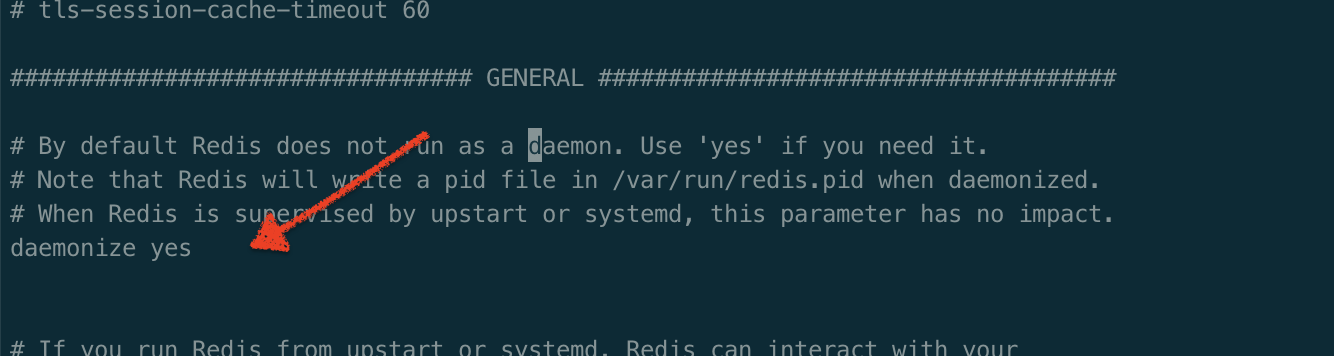 # tls-session-cache-timeout 60
################################# GENERAL #####################################
# By default Redis does not run as a daemon. Use 'yes' if you need it.
# Note that Redis will write a pid file in /var/run/redis.pid when daemonized.
# When Redis is supervised by upstart or systemd, this parameter has no impact.
daemonize yes
# If you run Redis from upstart or systemd, Redis can interact with your